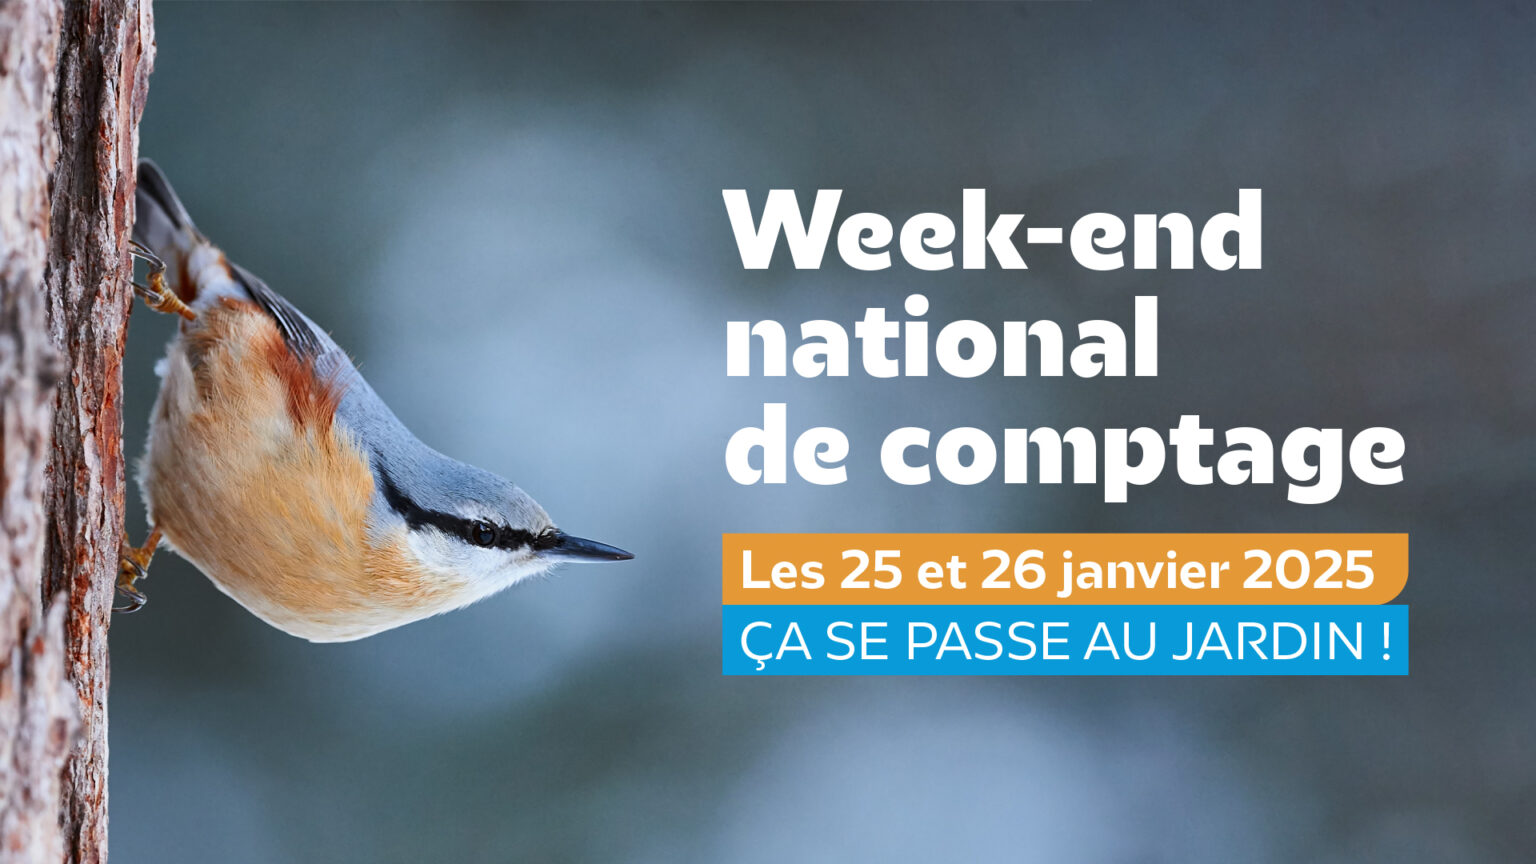 Week-end
national
de comptage
Les 25 et 26 janvier 2025
ÇA SE PASSE AU JARDIN !